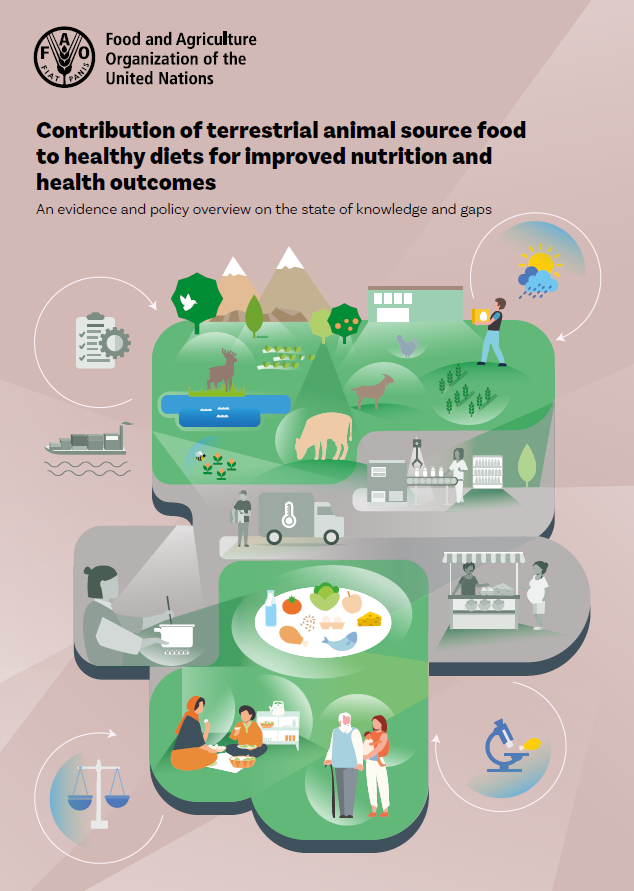 FAO
FIAT PANIS
Food and Agriculture
Organization of the
United Nations
Contribution of terrestrial animal source food
to healthy diets for improved nutrition and
health outcomes
An evidence and policy overview on the state of knowledge and gaps